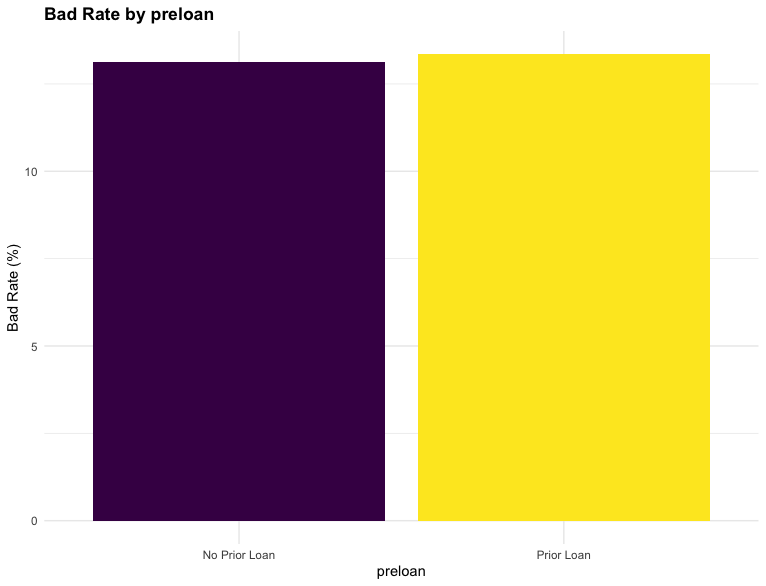 Bad Rate by preloan
Bad Rate (%)
10
5
0
No Prior Loan
Prior Loan
preloan